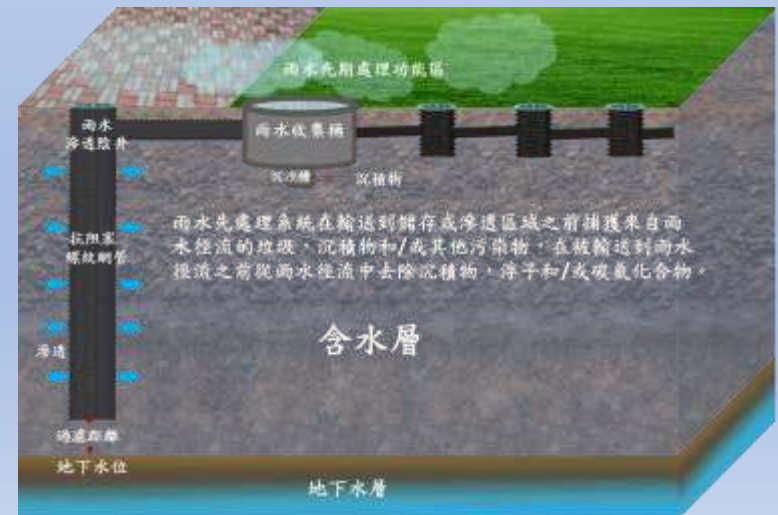 雨水先期處理功能區
雨水
滲透陰井
雨水收集桶
沉沙槽
沉積物
雨水先處理系統在輸送到儲存或滲透區域之前捕獲來自雨
水徑流的垃圾,沉積物和/或其他污染物,在被輸送到雨水
徑流之前從雨水徑流中去除沉積物,浮子和/或碳氫化合物。
抗阻塞
螺紋網管
含水層
滲透
過濾距離
地下水位
地下水層